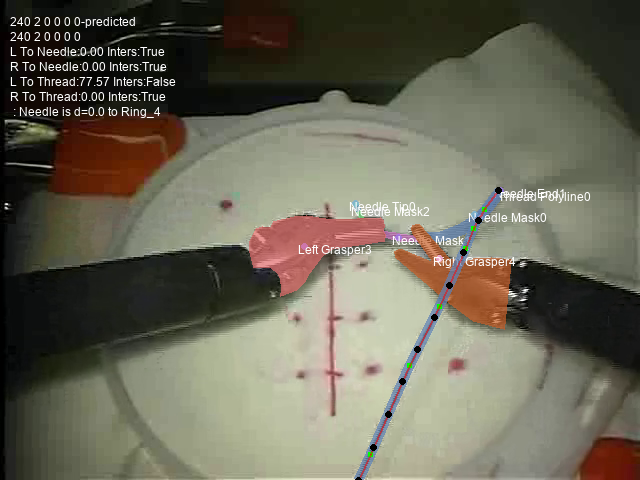 240 2 0 0 0 0-predicted
240 2 0 0 0 0
L To Needle:0.00 Inters:True
R To Needle:0.00 Inters:True
L To Thread:77.57 Inters:False
R To Thread:0.00 Inters:True
: Needle is d=0.0 to Ring_4
Needle End1
Thread Polyline0
Needle Tip0
Needle Mask2
Needle Mask0
Left Grasper3
Mask
Right Grasper4